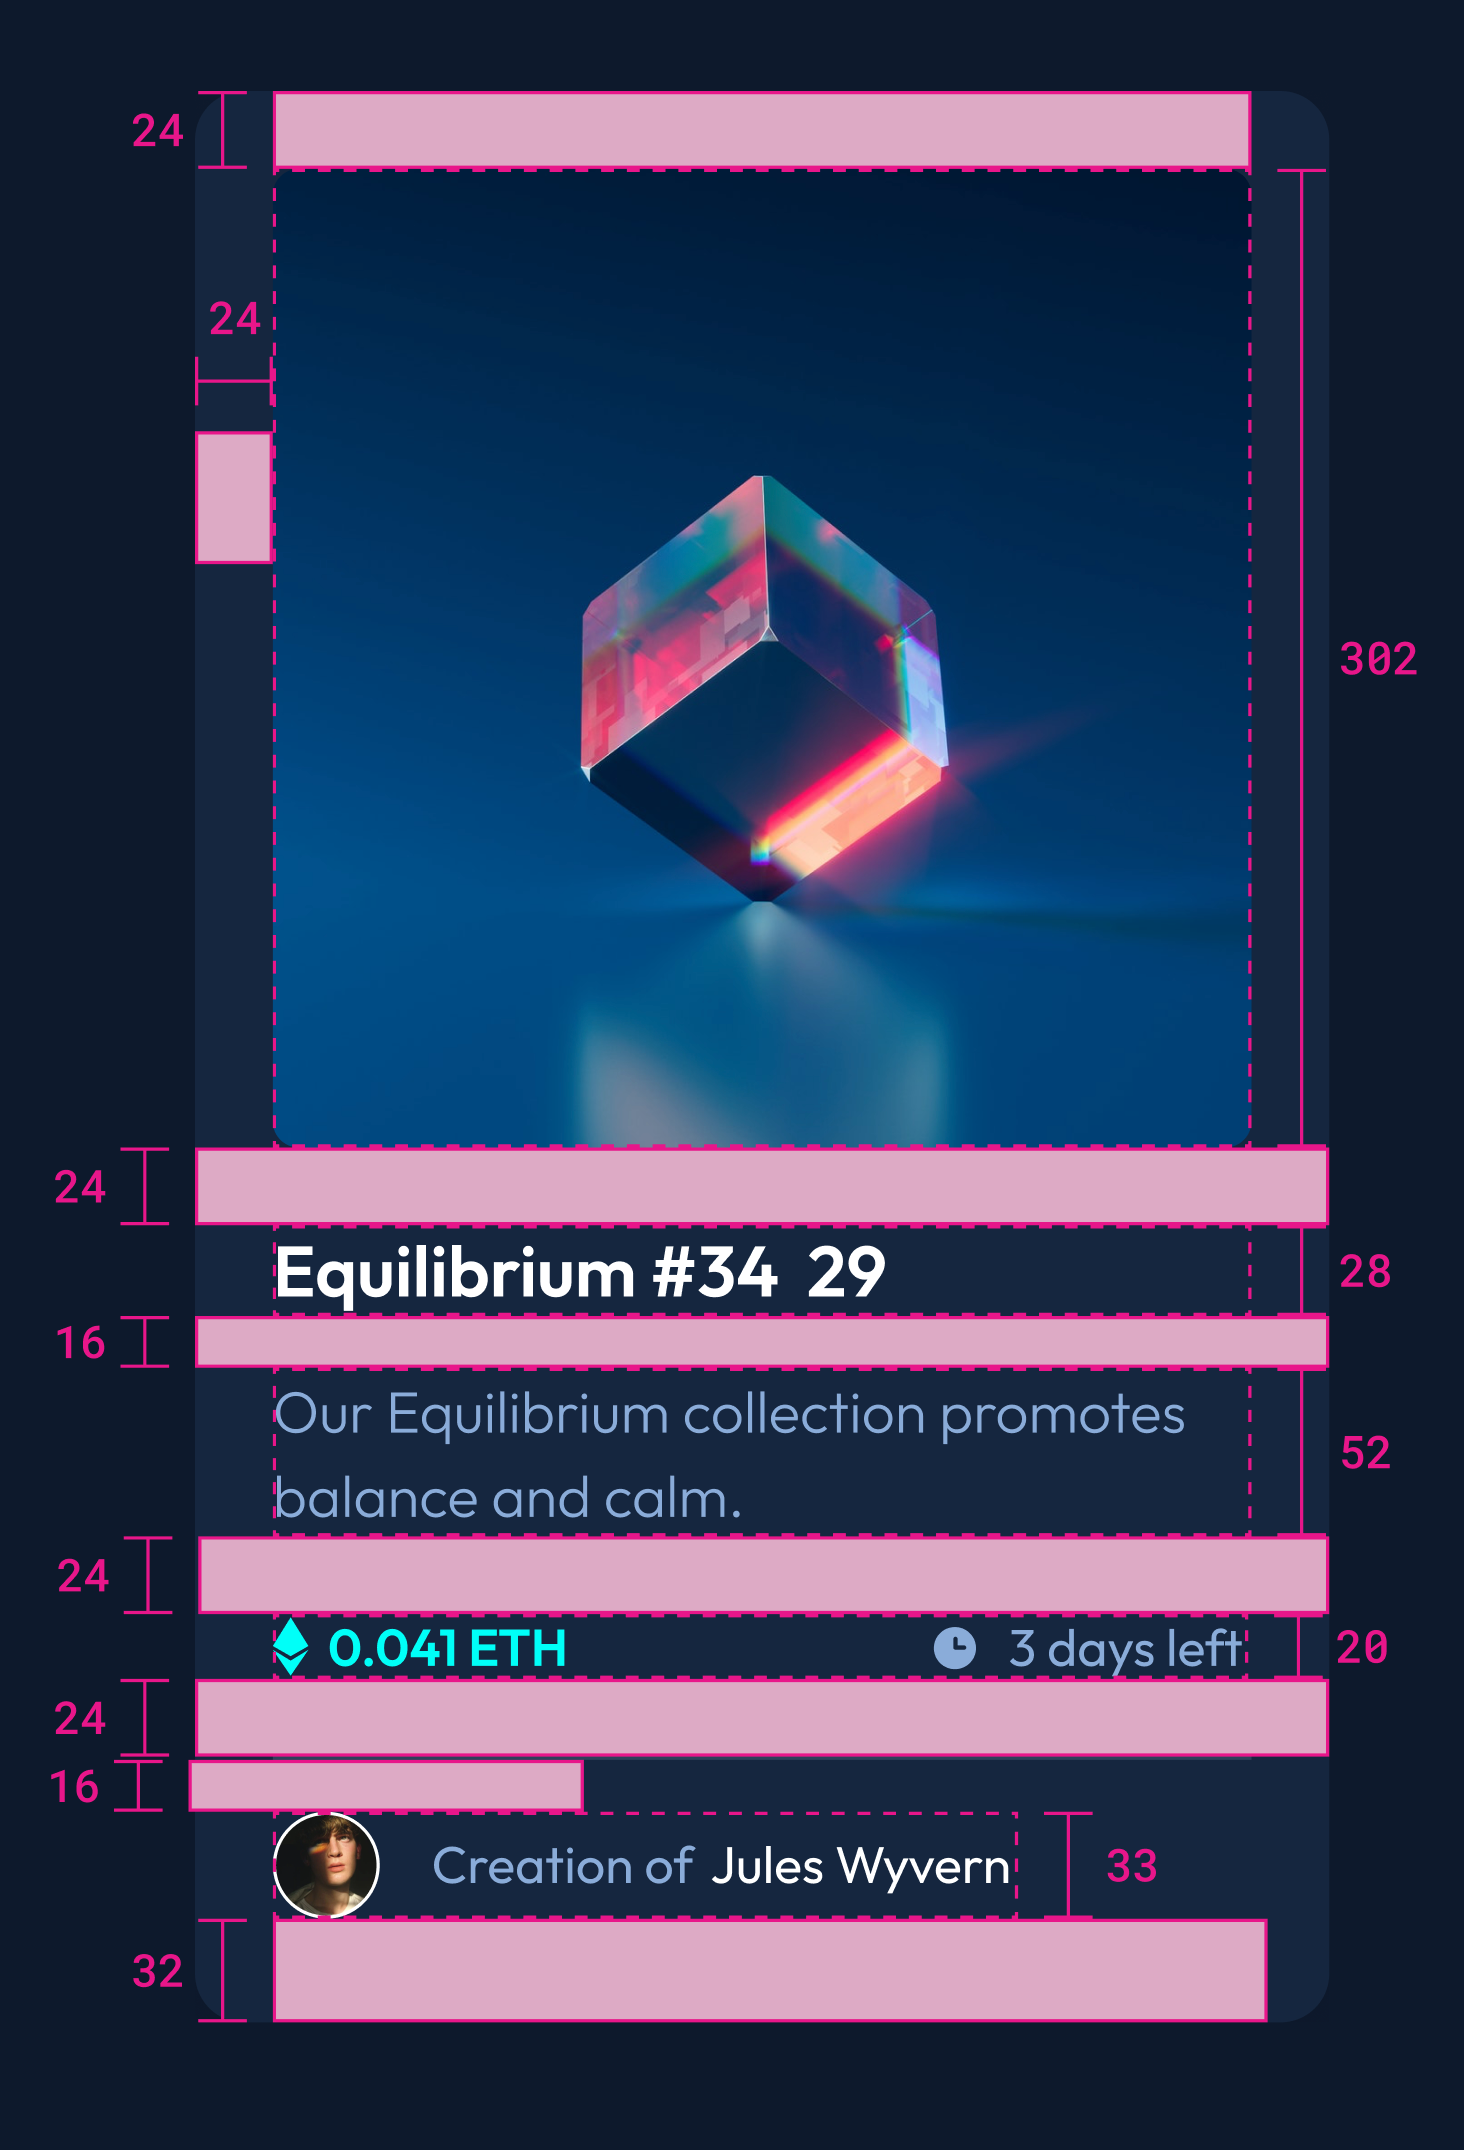 24
24
302
24
Equilibrium #34 29
28
16
Our Equilibrium collection promotes
balance and calm.
52
24
0.041 ETH
3 days left
20
24
16
Creation of Jules Wyvern
33
32